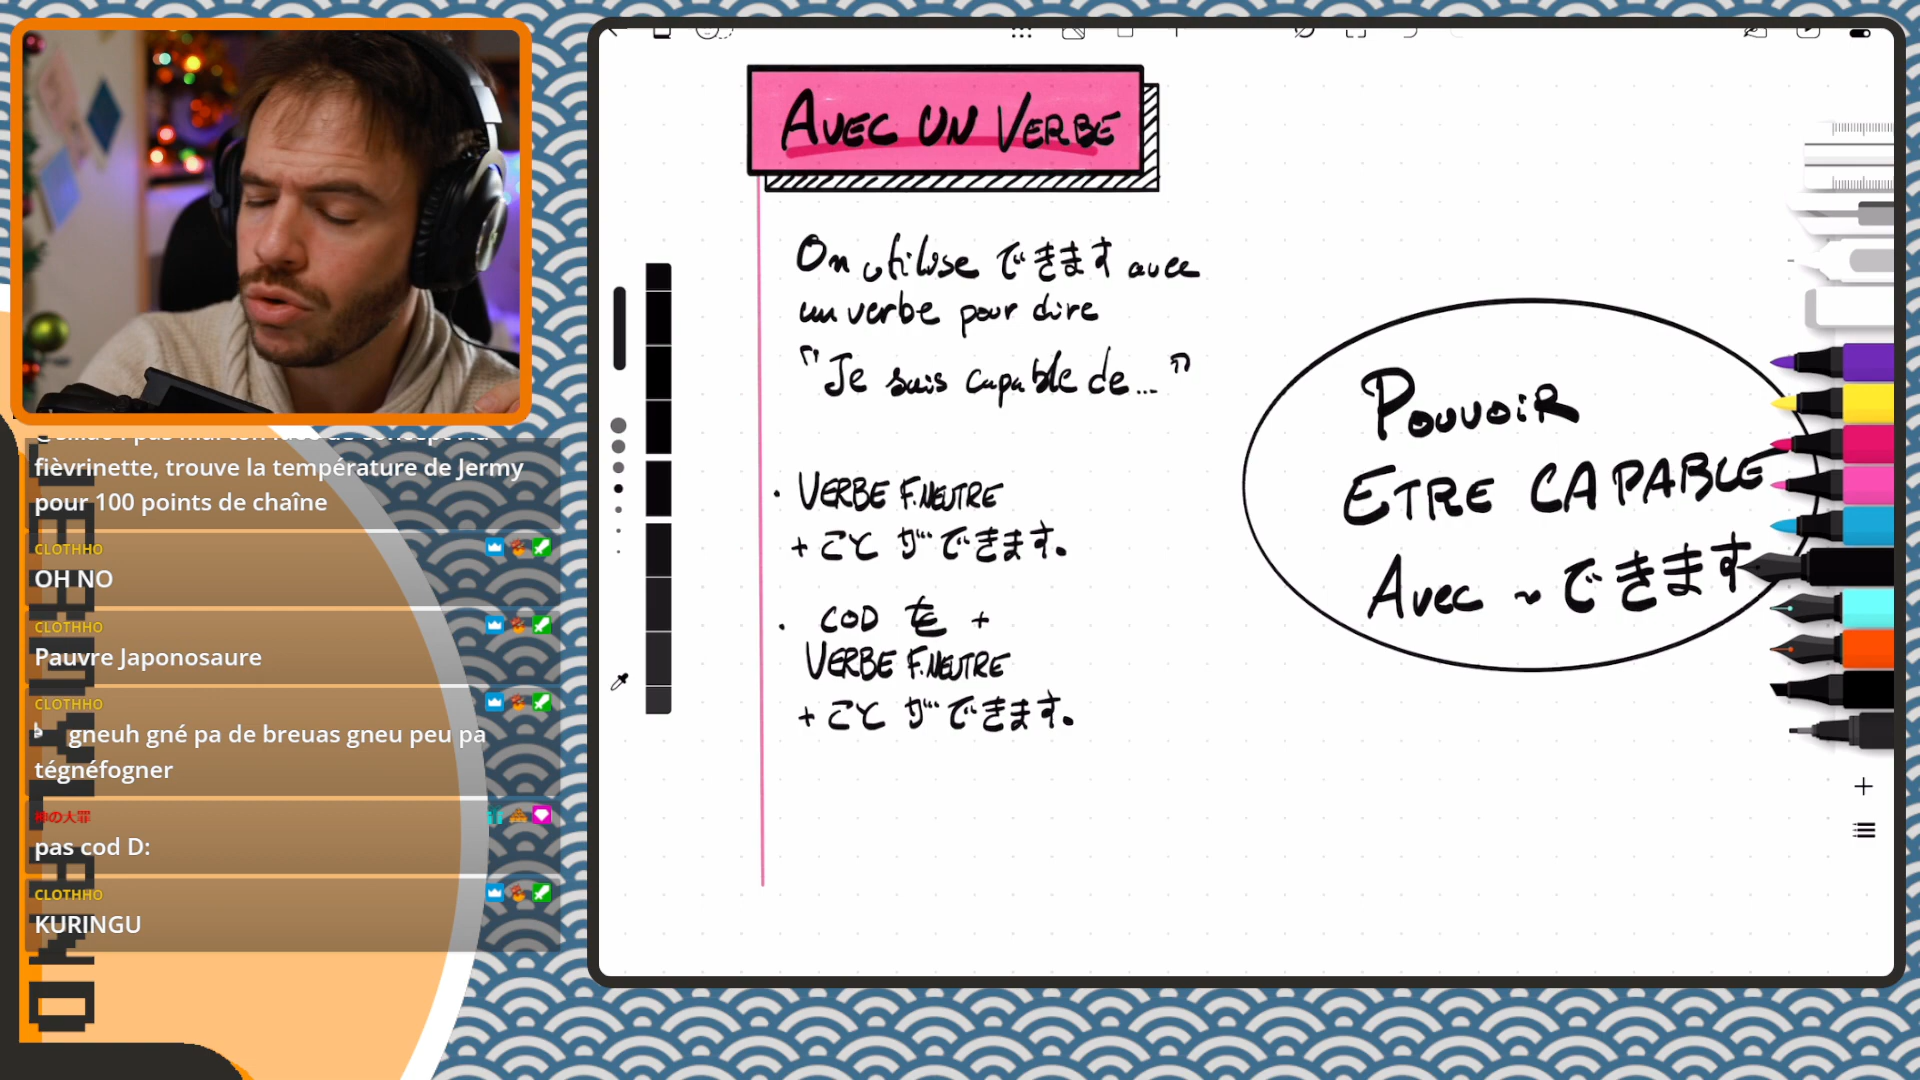 fièvrinette, trouve la température de Jermy
pour 100 points de chaîne
CLOTHHO
OH NO
CLOTHHO
Pauvre Japonosaure
CLOTHHO
gneuh gné pa de breuas gneu peu pa
tégnéfogner
神の大罪
pas cod D:
CLOTHHO
KURINGU
AVEC UN VERBE
On utilise できます avec
un verbe pour dire
"Je suis capable de... "
. VERBE F.NEUTRE
+ こと ができます。
. COD を +
VERBE F.NEUTRE
+ こと ができます。
POUVOIR
ETRE CAPABLE
AVEC ~ できます